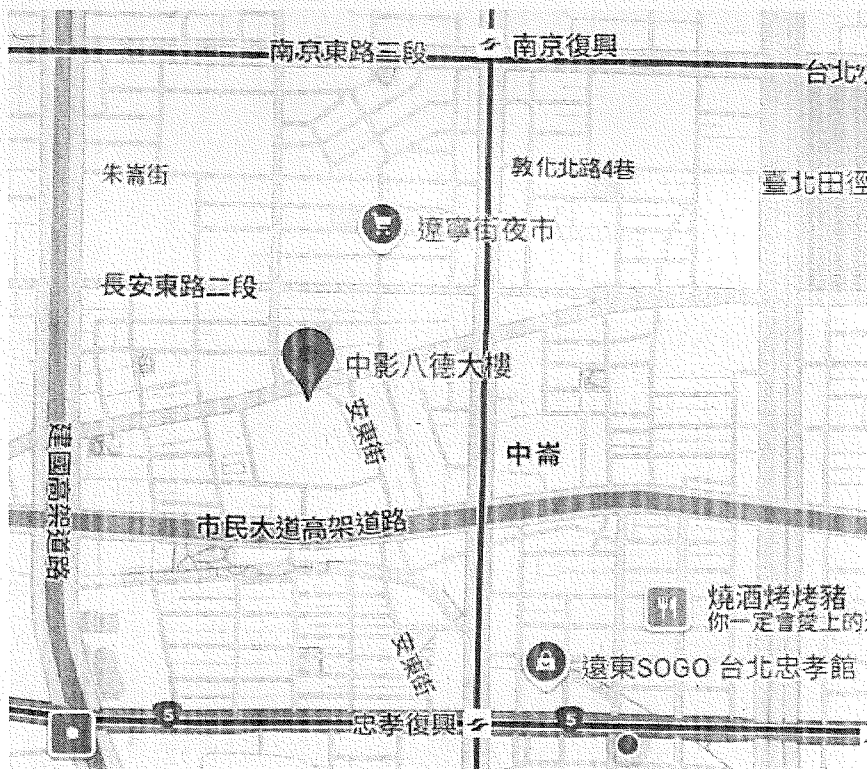 南京東路三段
南京復興
台北小
朱崙街
敦化北路4巷
臺北田徑
遼寧街夜市
長安東路二段
中影八德大樓
安東街
中崙
建國高架道路
市民大道高架道路
燒酒烤烤豬
你一定會愛上的
安東街
遠東SOGO 台北忠孝館
5
忠孝復興
5